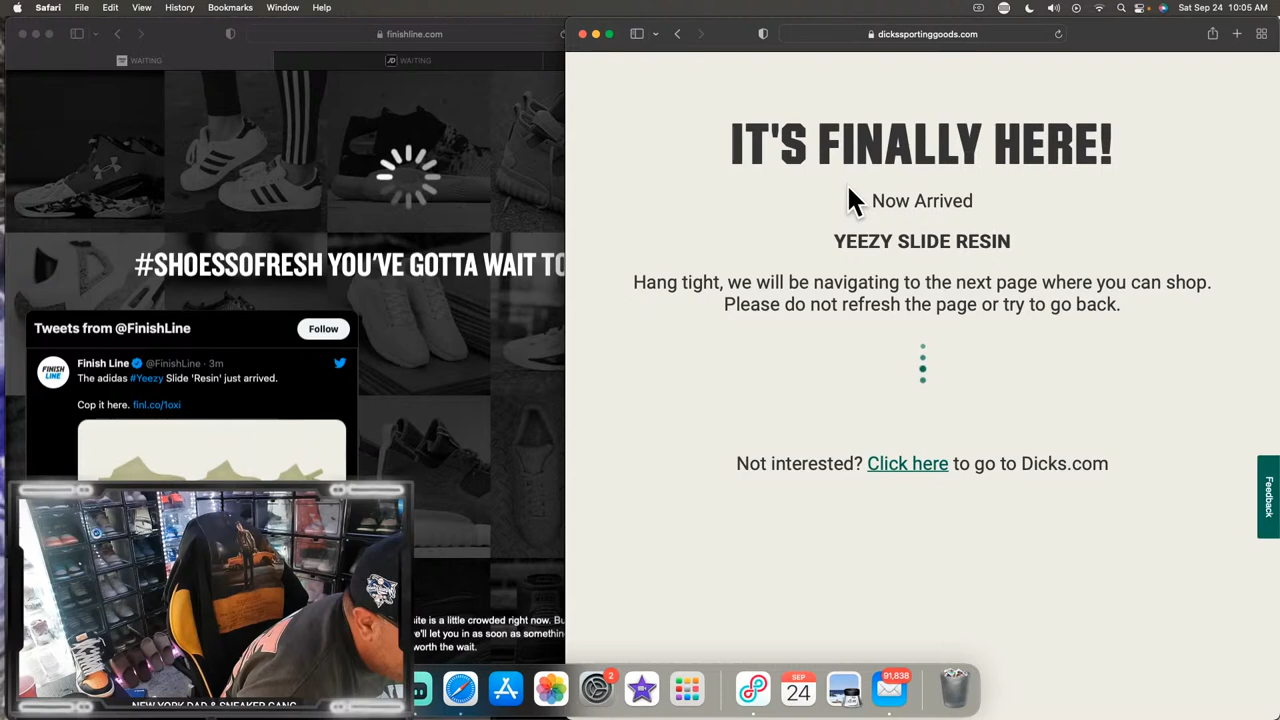 Safari File Edit View History Bookmarks Window Help
Sat Sep 24 10:05 AM
finishline.com
WAITING
JD WAITING
#SHOESSOFRESH YOU'VE GOTTA WAIT TO
Tweets from @FinishLine
Follow
FINISH LINE
Finish Line @FinishLine · 3m
The adidas #Yeezy Slide 'Resin' just arrived.
Cop it here. finl.co/1oxi
site is a little crowded right now. Bu
e'll let you in as soon as somethin
worth the wait.
NEW YORK DAD & SNEAKER GANG
dickssportinggoods.com
IT'S FINALLY HERE!
Now Arrived
YEEZY SLIDE RESIN
Hang tight, we will be navigating to the next page where you can shop.
Please do not refresh the page or try to go back.
Not interested? Click here to go to Dicks.com
Feedback
2
SEP
24
91,838